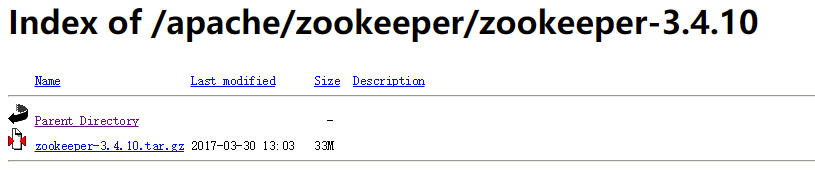 Index of /apache/zookeeper/zookeeper-3.4.10
Name Last modified Size Description
Parent Directory -
zookeeper-3.4.10.tar.gz 2017-03-30 13:03 33M